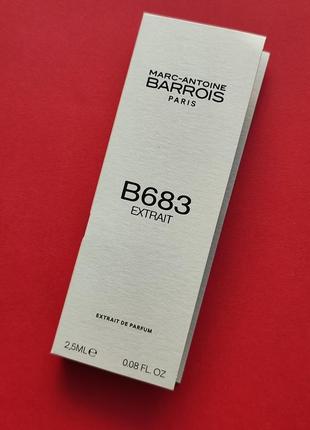 MARC-ANTOINE
BARROIS
PARIS
B683
EXTRAIT
EXTRAIT DE PARFUM
2,5ML℮ 0.08 FL. OZ